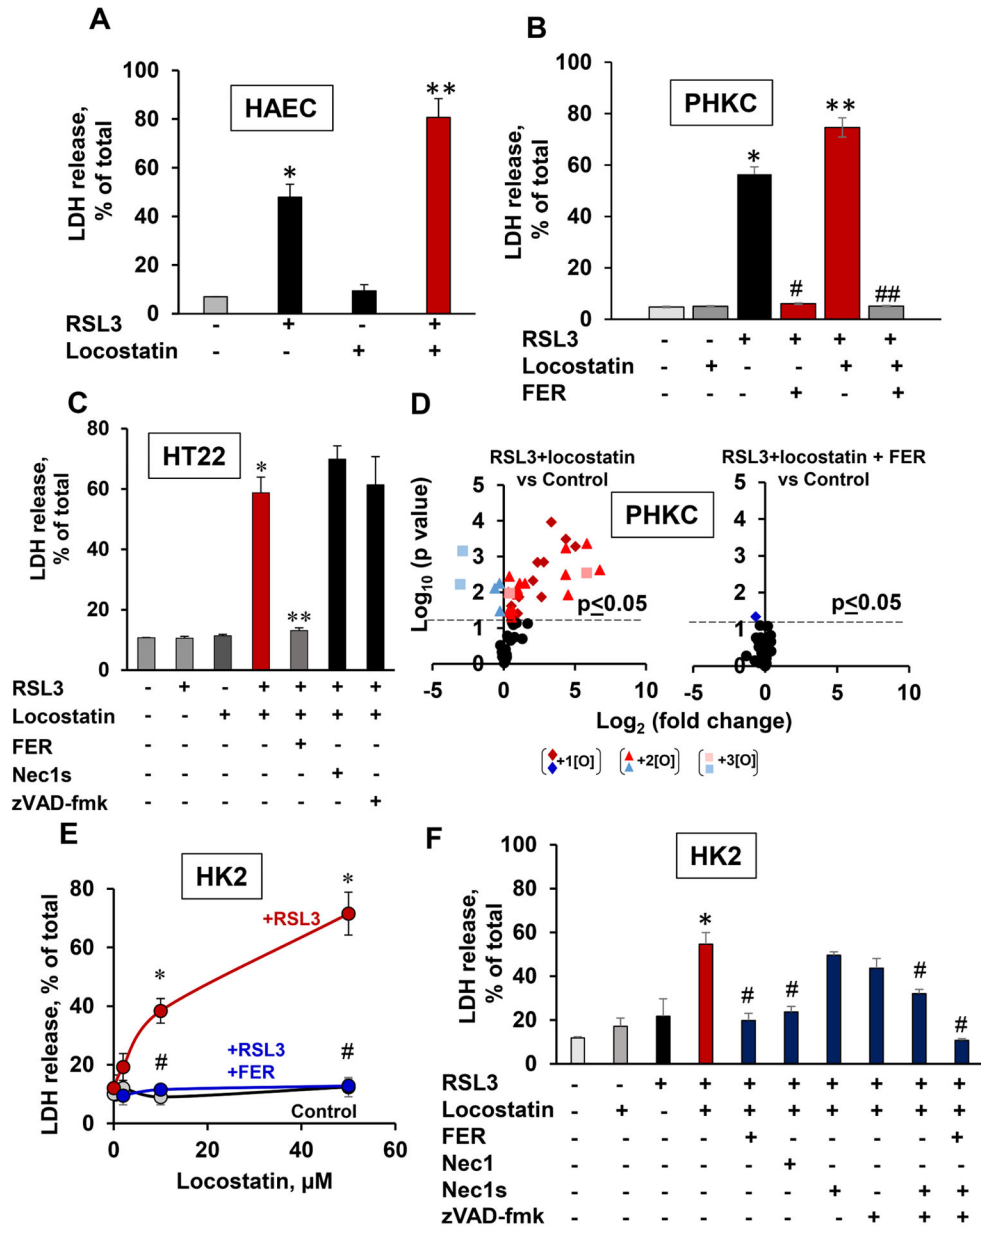 A
HAEC
LDH release,
% of total
100
80
60
40
20
0
*
**
RSL3 - + - +
Locostatin - - + +
B
PHKC
LDH release,
% of total
100
80
60
40
20
0
*
#
**
##
RSL3 - - + + + +
Locostatin - + - - + +
FER - - - + - +
C
HT22
LDH release,
% of total
80
60
40
20
0
*
**
RSL3 - + - + + + +
Locostatin - - + + + + +
FER - - - - + - -
Nec1s - - - - - + -
zVAD-fmk - - - - - - +
D
RSL3+locostatin
vs Control
PHKC
RSL3+locostatin + FER
vs Control
Log10 (p value)
5
4
3
2
1
0
p≤0.05
-5 0 5 10
5
4
3
2
1
0
p≤0.05
-5 0 5 10
Log2 (fold change)
+1[O] +2[O] +3[O]
E
HK2
LDH release, % of total
80
60
40
20
0
*
*
#
#
+RSL3
+RSL3
+FER
Control
0 20 40 60
Locostatin, µM
F
HK2
LDH release,
% of total
100
80
60
40
20
0
*
#
#
#
#
RSL3 - - + + + + + + + +
Locostatin - + - + + + + + + +
FER - - - - + - - - - +
Nec1 - - - - - + - - - -
Nec1s - - - - - - + - + +
zVAD-fmk - - - - - - - + + +